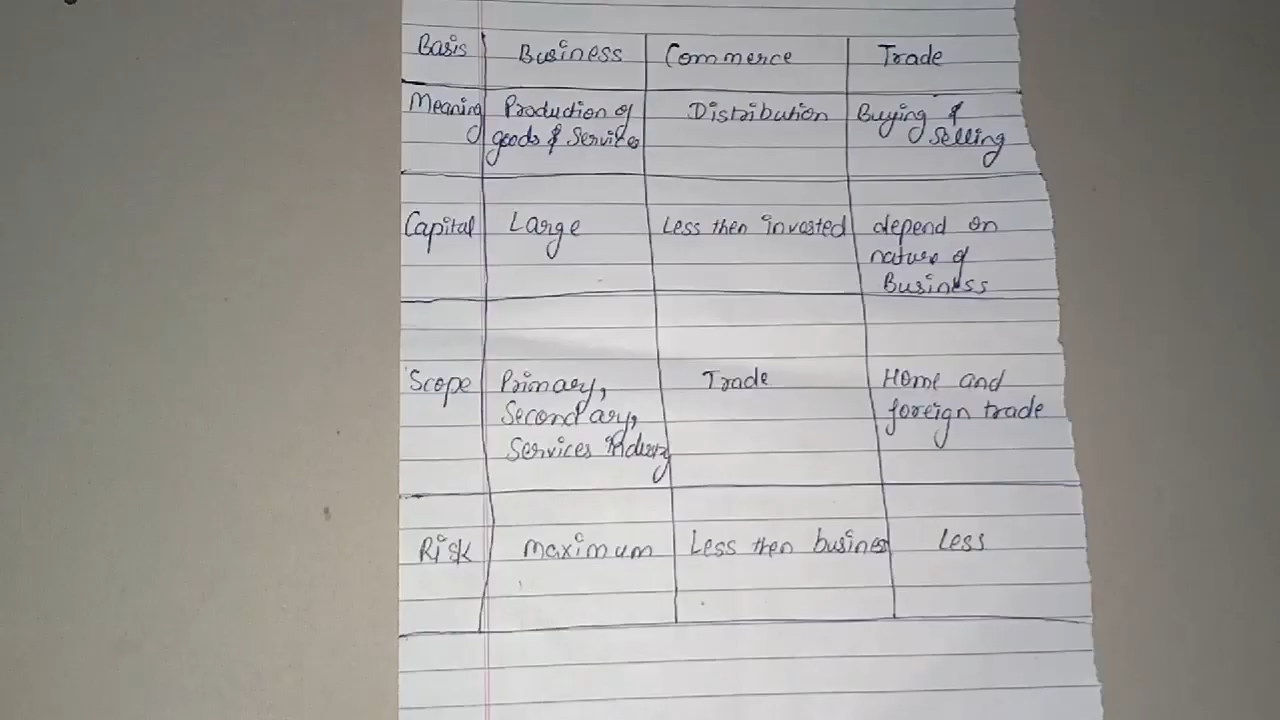 Basis Business Commerce Trade
Meaning Production of Distribution Buying &
goods & Services Selling
Capital Large Less then invested depend on
nature of
Business
Scope Primary, Trade Home and
Secondary, foreign trade
Services
Risk maximum Less then busines Less